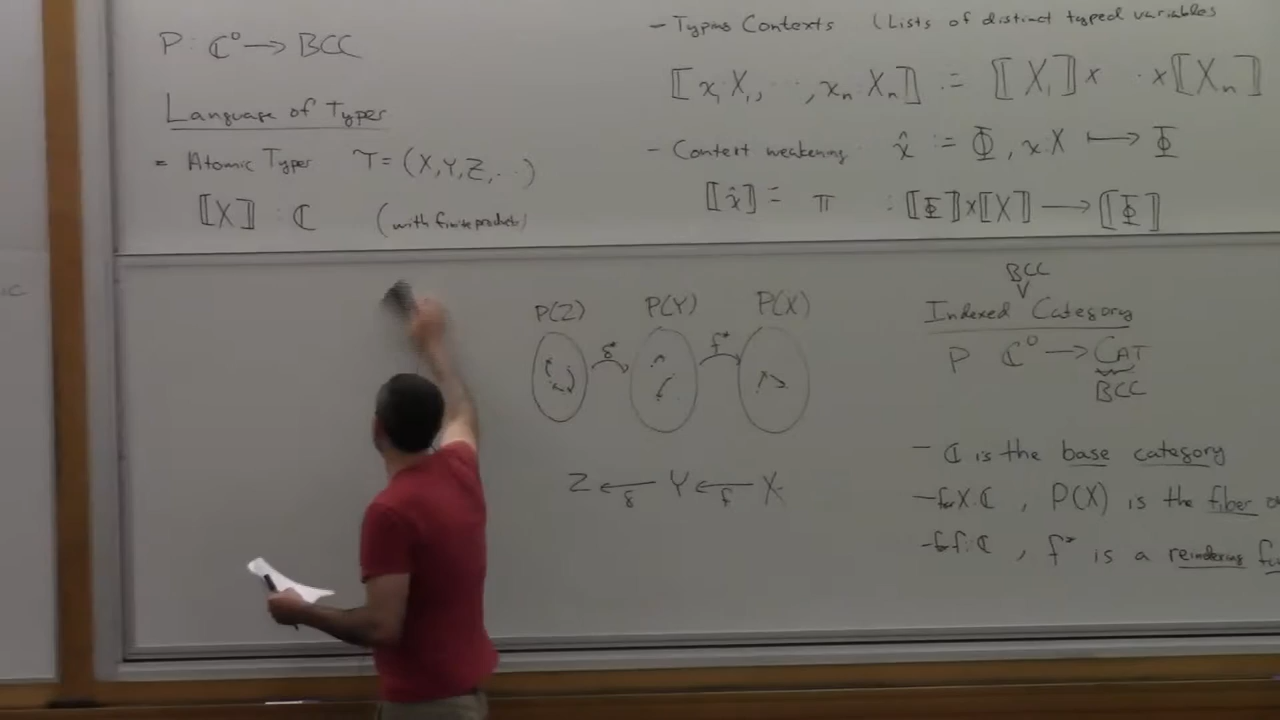 P : ℂ° → BCC
Language of Types
- Atomic Types 𝒯 = (X, Y, Z, ...)
⟦X⟧ : ℂ (with finite products)
- Typing Contexts (Lists of distinct typed variables
⟦x₁:X₁, ..., xₙ:Xₙ⟧ := ⟦X₁⟧ × ... × ⟦Xₙ⟧
- Context weakening x̂ := Φ, x:X ⟼ Φ
⟦x̂⟧ = π : ⟦Φ⟧×⟦X⟧ → ⟦Φ⟧
P(Z) P(Y) P(X)
g* f*
Z ← Y ← X
g f
BCC
Indexed Category
P ℂ° → CAT
BCC
- ℂ is the base category
- for X:ℂ, P(X) is the fiber
- for f:ℂ, f* is a reindexing